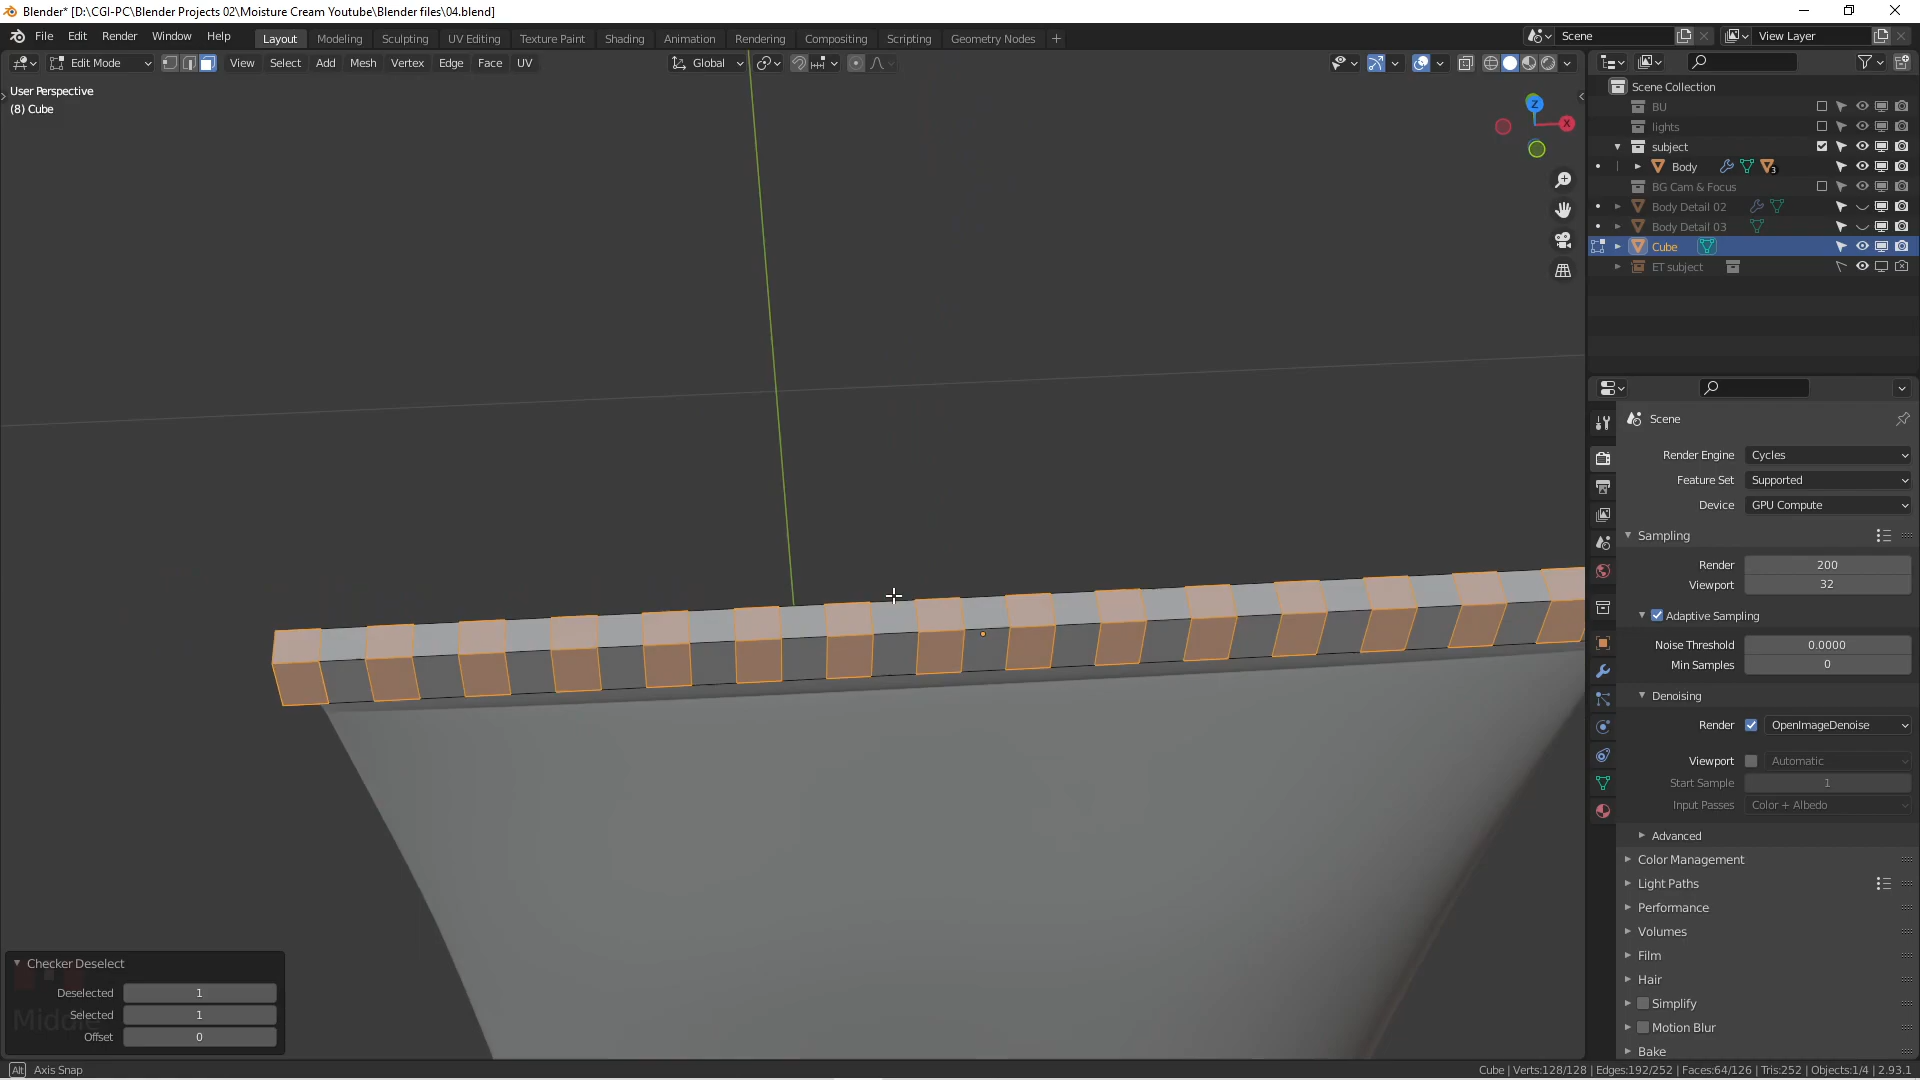 Blender* [D:\CGI-PC\Blender Projects 02\Moisture Cream Youtube\Blender files\04.blend]
File Edit Render Window Help Layout Modeling Sculpting UV Editing Texture Paint Shading Animation Rendering Compositing Scripting Geometry Nodes + Scene View Layer
Edit Mode View Select Add Mesh Vertex Edge Face UV Global
User Perspective
(8) Cube
Z
X
Scene Collection
BU
lights
subject
Body 3
BG Cam & Focus
Body Detail 02
Body Detail 03
Cube
ET subject
Scene
Render Engine Cycles
Feature Set Supported
Device GPU Compute
Sampling
Render 200
Viewport 32
Adaptive Sampling
Noise Threshold 0.0000
Min Samples 0
Denoising
Render OpenImageDenoise
Viewport Automatic
Start Sample 1
Input Passes Color + Albedo
Advanced
Color Management
Light Paths
Performance
Volumes
Film
Hair
Simplify
Motion Blur
Bake
Checker Deselect
Deselected 1
Selected 1
Offset 0
Alt Axis Snap
Cube | Verts:128/128 | Edges:192/252 | Faces:64/126 | Tris:252 | Objects:1/4 | 2.93.1